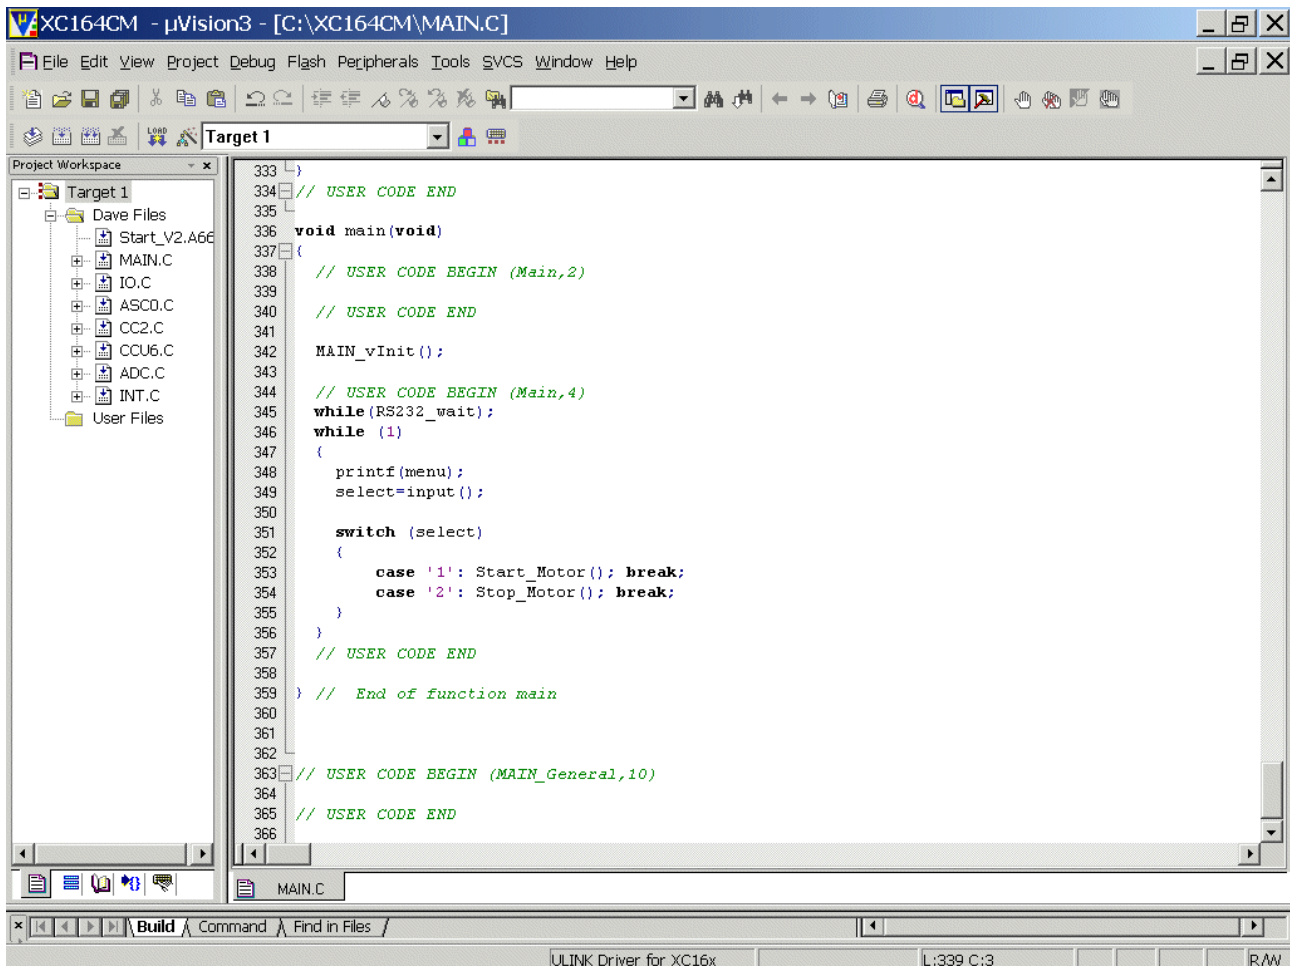 XC164CM - µVision3 - [C:\XC164CM\MAIN.C]
File Edit View Project Debug Flash Peripherals Tools SVCS Window Help
LOAD Target 1
Project Workspace
Target 1
Dave Files
Start_V2.A66
MAIN.C
IO.C
ASC0.C
CC2.C
CCU6.C
ADC.C
INT.C
User Files
333 }
334 // USER CODE END
335
336 void main(void)
337 {
338 // USER CODE BEGIN (Main,2)
339
340 // USER CODE END
341
342 MAIN_vInit();
343
344 // USER CODE BEGIN (Main,4)
345 while(RS232_wait);
346 while (1)
347 {
348 printf(menu);
349 select=input();
350
351 switch (select)
352 {
353 case '1': Start_Motor(); break;
354 case '2': Stop_Motor(); break;
355 }
356 }
357 // USER CODE END
358
359 } // End of function main
360
361
362
363 // USER CODE BEGIN (MAIN_General,10)
364
365 // USER CODE END
366
MAIN.C
Build Command Find in Files
ULINK Driver for XC16x L:339 C:3 R/W